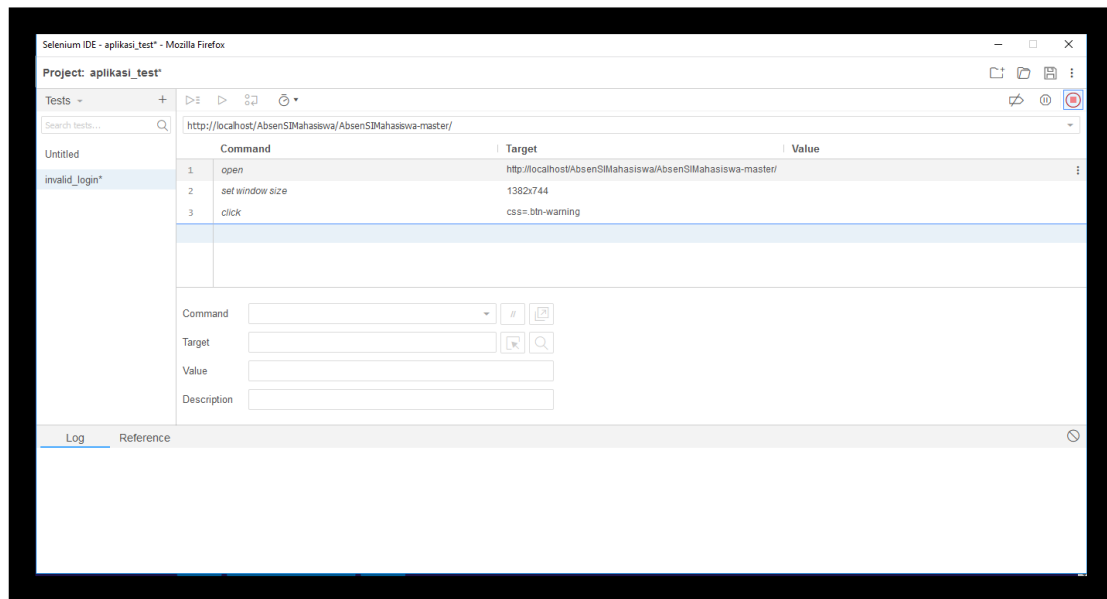 Selenium IDE - aplikasi_test* - Mozilla Firefox
Project: aplikasi_test*
Tests
Search tests...
http://localhost/AbsenSIMahasiswa/AbsenSIMahasiswa-master/
Untitled
invalid_login*
Command Target Value
1 open http://localhost/AbsenSIMahasiswa/AbsenSIMahasiswa-master/
2 set window size 1382x744
3 click css=.btn-warning
Command //
Target
Value
Description
Log Reference